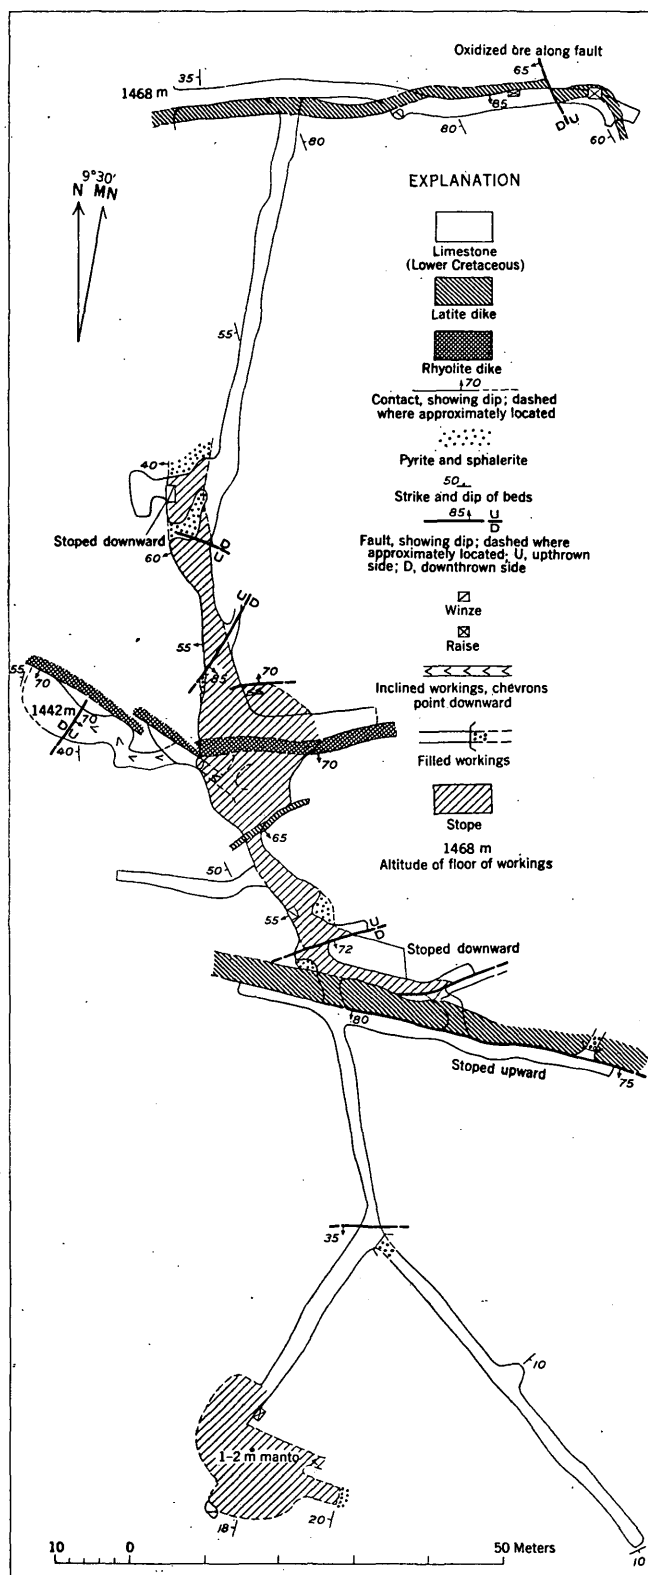 Oxidized ore along fault
65
35
1468 m
85
80
D U
60
80
9°30'
N MN
EXPLANATION
Limestone
(Lower Cretaceous)
Latite dike
Rhyolite dike
70
Contact, showing dip; dashed
where approximately located
Pyrite and sphalerite
50
Strike and dip of beds
85 U
D
Fault, showing dip; dashed where
approximately located; U, upthrown
side; D, downthrown side
Winze
Raise
Inclined workings, chevrons
point downward
Filled workings
Stope
1468 m
Altitude of floor of workings
55
40
Stoped downward
D
U
60
U D
55
85
70
55
70
1442 m
70
D U
40
70
65
50
55
U
D
72
Stoped downward
80
Stoped upward
75
35
10
1-2 m manto
18
20
10
10 0 50 Meters